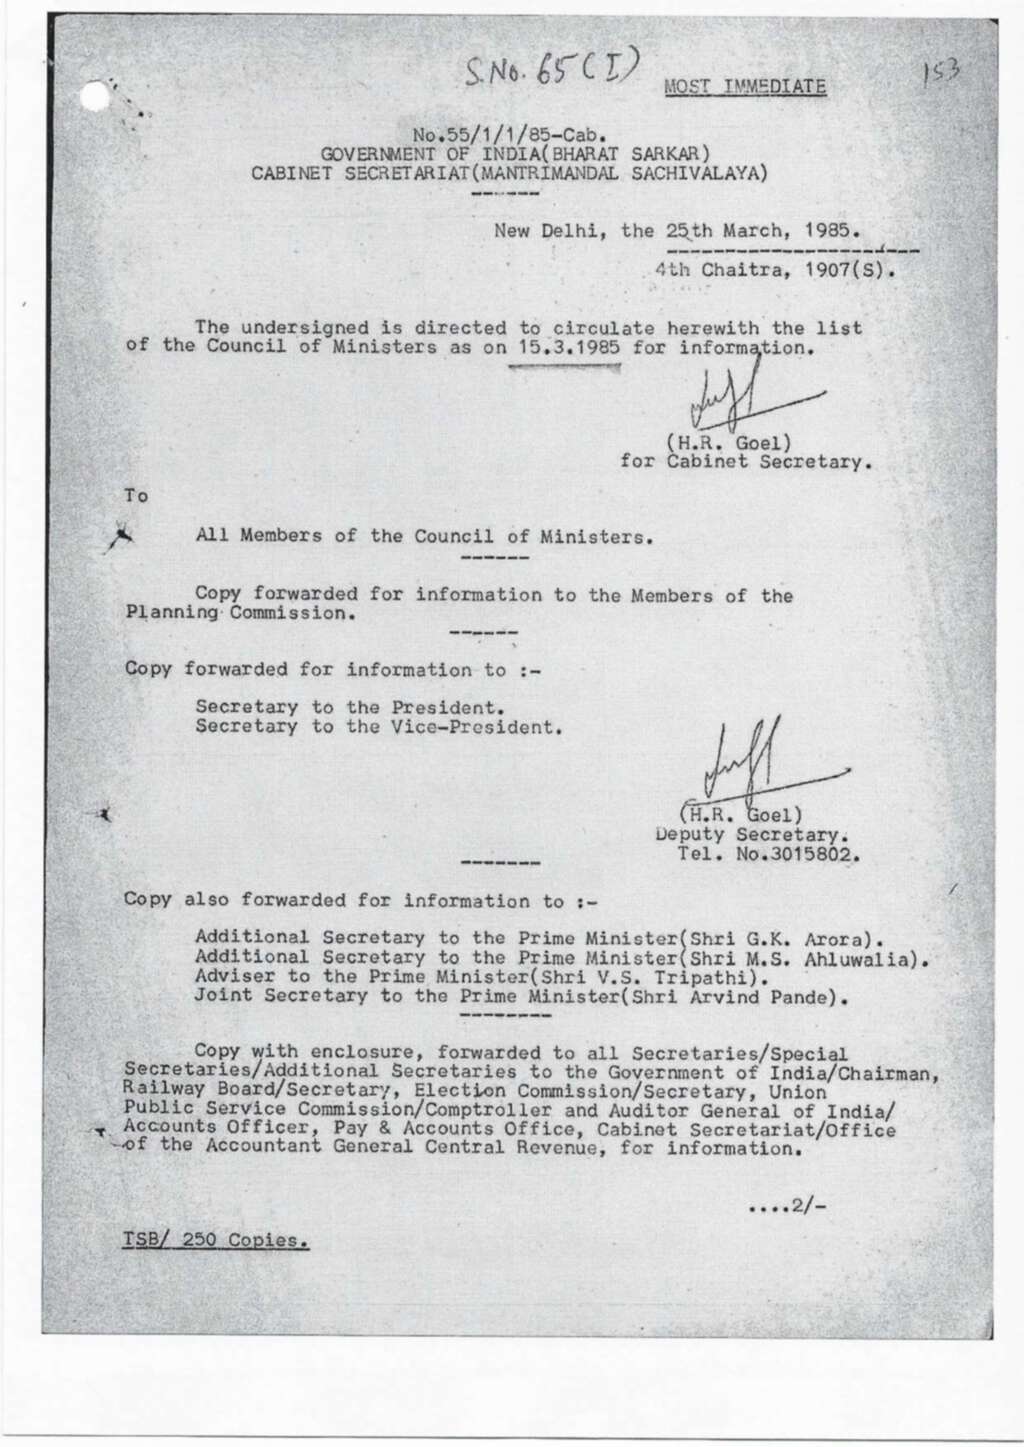 S.No. 65(I)
153
MOST IMMEDIATE
No.55/1/1/85-Cab.
GOVERNMENT OF INDIA(BHARAT SARKAR)
CABINET SECRETARIAT(MANTRIMANDAL SACHIVALAYA)
New Delhi, the 25th March, 1985.
4th Chaitra, 1907(S).
The undersigned is directed to circulate herewith the list
of the Council of Ministers as on 15.3.1985 for information.
(H.R. Goel)
for Cabinet Secretary.
To
All Members of the Council of Ministers.
Copy forwarded for information to the Members of the
Planning Commission.
Copy forwarded for information to :-
Secretary to the President.
Secretary to the Vice-President.
(H.R. Goel)
Deputy Secretary.
Tel. No.3015802.
Copy also forwarded for information to :-
Additional Secretary to the Prime Minister(Shri G.K. Arora).
Additional Secretary to the Prime Minister(Shri M.S. Ahluwalia).
Adviser to the Prime Minister(Shri V.S. Tripathi).
Joint Secretary to the Prime Minister(Shri Arvind Pande).
Copy with enclosure, forwarded to all Secretaries/Special
Secretaries/Additional Secretaries to the Government of India/Chairman,
Railway Board/Secretary, Election Commission/Secretary, Union
Public Service Commission/Comptroller and Auditor General of India/
Accounts Officer, Pay & Accounts Office, Cabinet Secretariat/Office
of the Accountant General Central Revenue, for information.
....2/-
TSB/ 250 Copies.